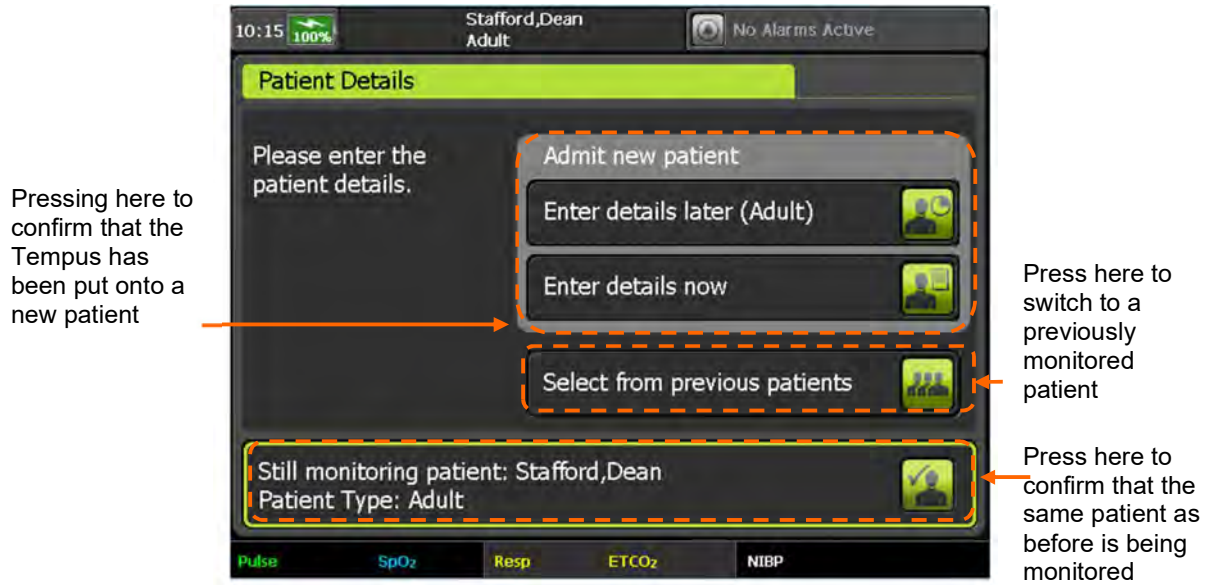 10:15 100% Stafford,Dean No Alarms Active
Adult
Patient Details
Please enter the
patient details.
Admit new patient
Enter details later (Adult)
Enter details now
Select from previous patients
Still monitoring patient: Stafford,Dean
Patient Type: Adult
Pulse SpO₂ Resp ETCO₂ NIBP
Pressing here to
confirm that the
Tempus has
been put onto a
new patient
Press here to
switch to a
previously
monitored
patient
Press here to
confirm that the
same patient as
before is being
monitored